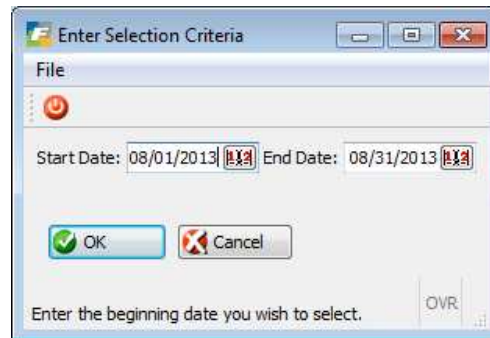 Enter Selection Criteria
File
Start Date: 08/01/2013 End Date: 08/31/2013
OK Cancel
Enter the beginning date you wish to select. OVR